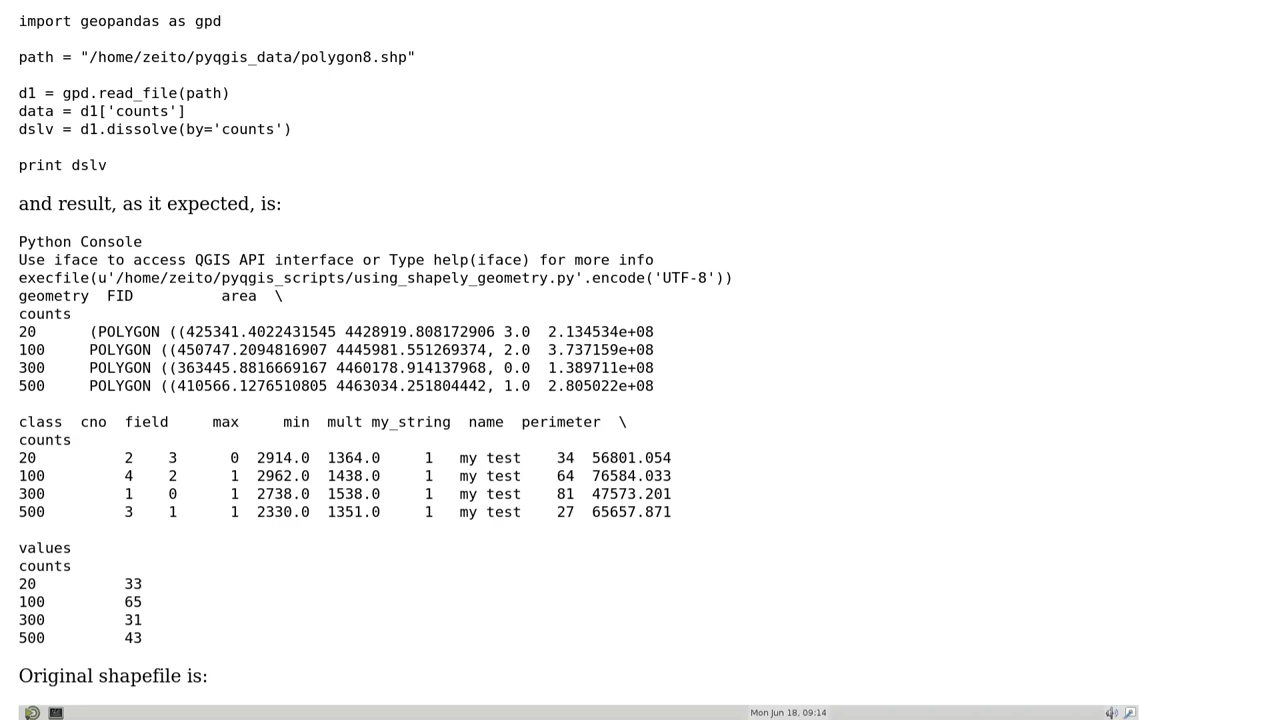 import geopandas as gpd
path = "/home/zeito/pyqgis_data/polygon8.shp"
d1 = gpd.read_file(path)
data = d1['counts']
dslv = d1.dissolve(by='counts')
print dslv
and result, as it expected, is:
Python Console
Use iface to access QGIS API interface or Type help(iface) for more info
execfile(u'/home/zeito/pyqgis_scripts/using_shapely_geometry.py'.encode('UTF-8'))
geometry  FID          area  \
counts
20      (POLYGON ((425341.4022431545 4428919.808172906 3.0  2.134534e+08
100     POLYGON ((450747.2094816907 4445981.551269374, 2.0  3.737159e+08
300     POLYGON ((363445.8816669167 4460178.914137968, 0.0  1.389711e+08
500     POLYGON ((410566.1276510805 4463034.251804442, 1.0  2.805022e+08
class  cno  field     max     min  mult my_string  name  perimeter  \
counts
20          2    3      0  2914.0  1364.0     1   my test    34  56801.054
100         4    2      1  2962.0  1438.0     1   my test    64  76584.033
300         1    0      1  2738.0  1538.0     1   my test    81  47573.201
500         3    1      1  2330.0  1351.0     1   my test    27  65657.871
values
counts
20          33
100         65
300         31
500         43
Original shapefile is:
Mon Jun 18, 09:14